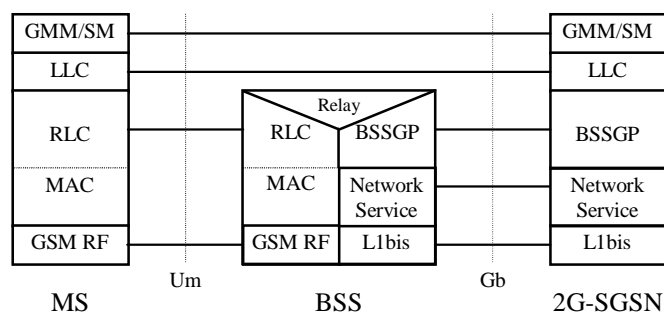 GMM/SM
LLC
RLC
MAC
GSM RF
MS
Um
Relay
RLC
BSSGP
MAC
Network
Service
GSM RF
L1bis
BSS
Gb
GMM/SM
LLC
BSSGP
Network
Service
L1bis
2G-SGSN